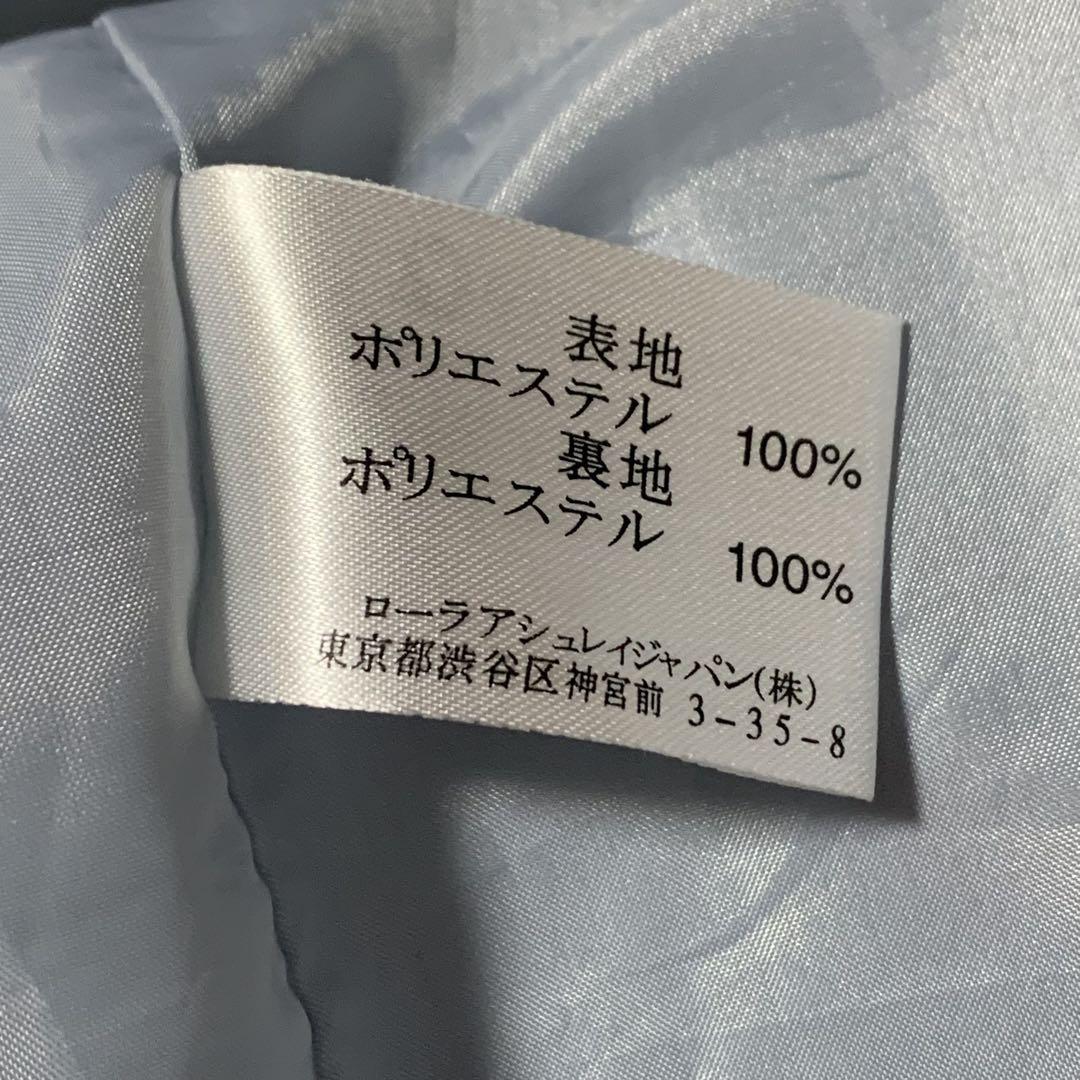 表地
ポリエステル 100%
裏地
ポリエステル 100%
ローラアシュレイジャパン(株)
東京都渋谷区神宮前 3-35-8